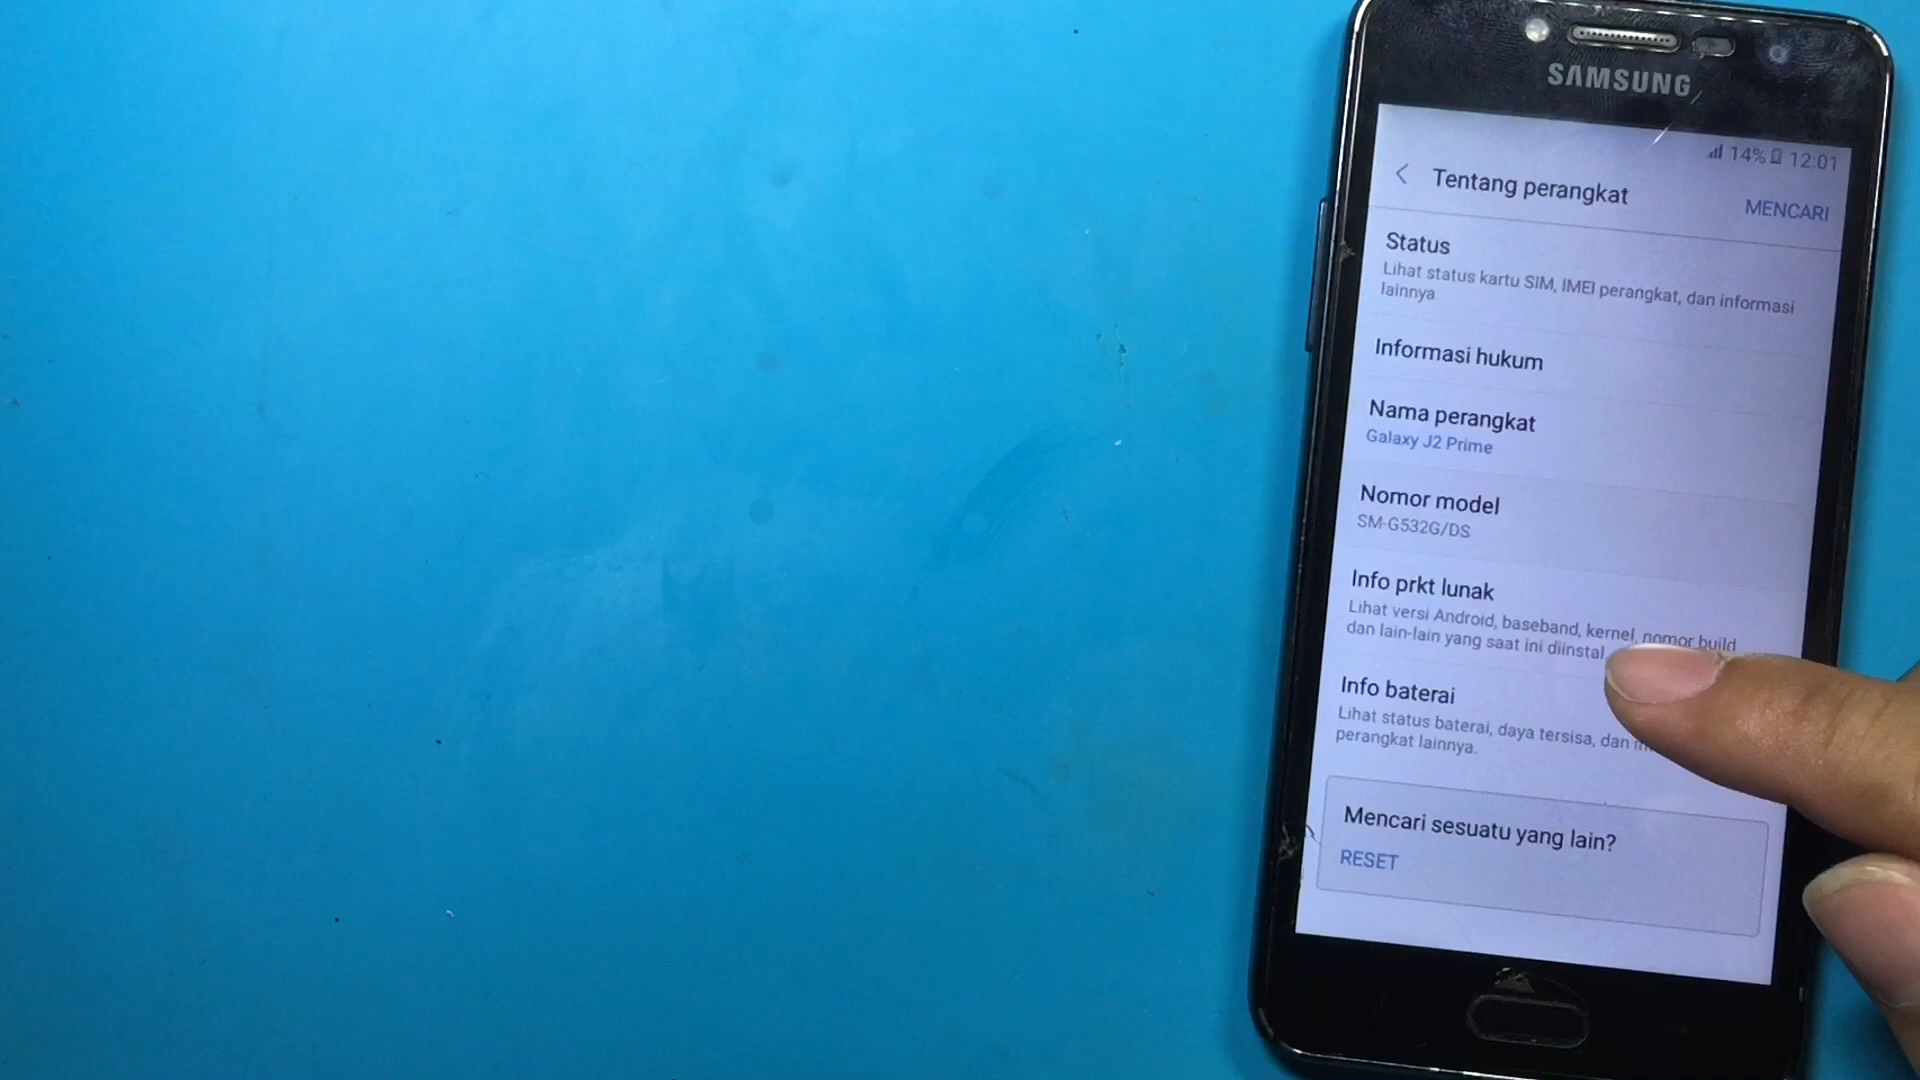 SAMSUNG
14% 12:01
Tentang perangkat
MENCARI
Status
Lihat status kartu SIM, IMEI perangkat, dan informasi
lainnya.
Informasi hukum
Nama perangkat
Galaxy J2 Prime
Nomor model
SM-G532G/DS
Info prkt lunak
Lihat versi Android, baseband, kernel, nomor build
dan lain-lain yang saat ini diinstal
Info baterai
Lihat status baterai, daya tersisa, dan
perangkat lainnya.
Mencari sesuatu yang lain?
RESET